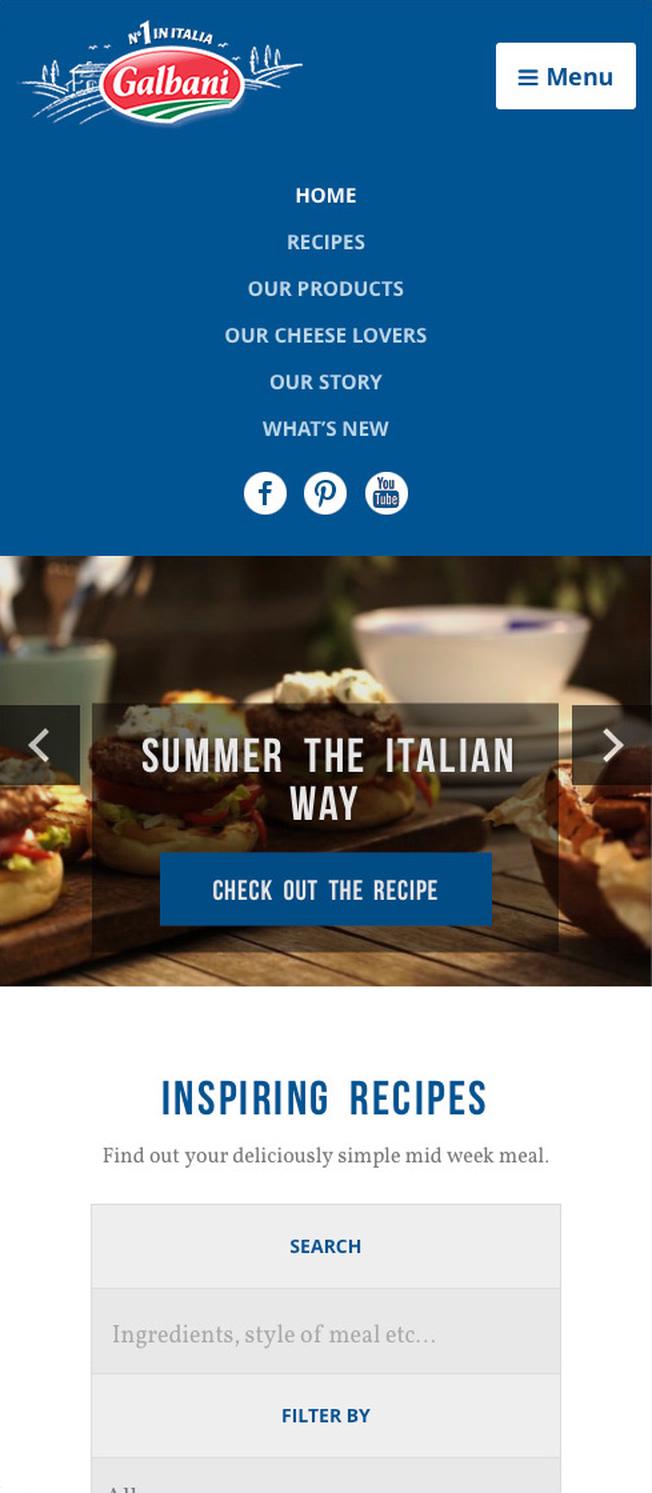 Nº1 IN ITALIA
Galbani
Menu
HOME
RECIPES
OUR PRODUCTS
OUR CHEESE LOVERS
OUR STORY
WHAT'S NEW
You
Tube
SUMMER THE ITALIAN
WAY
CHECK OUT THE RECIPE
INSPIRING RECIPES
Find out your deliciously simple mid week meal.
SEARCH
Ingredients, style of meal etc...
FILTER BY
All